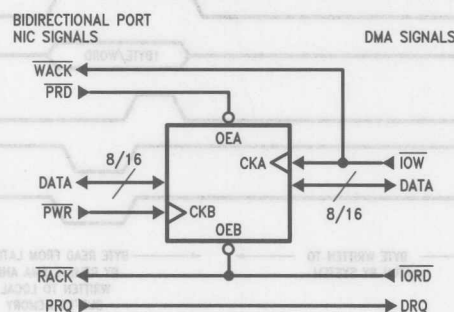 BIDIRECTIONAL PORT
NIC SIGNALS
DMA SIGNALS
WACK
PRD
OEA
8/16
CKA
IOW
DATA
DATA
PWR
CKB
8/16
OEB
RACK
IORD
PRQ
DRQ